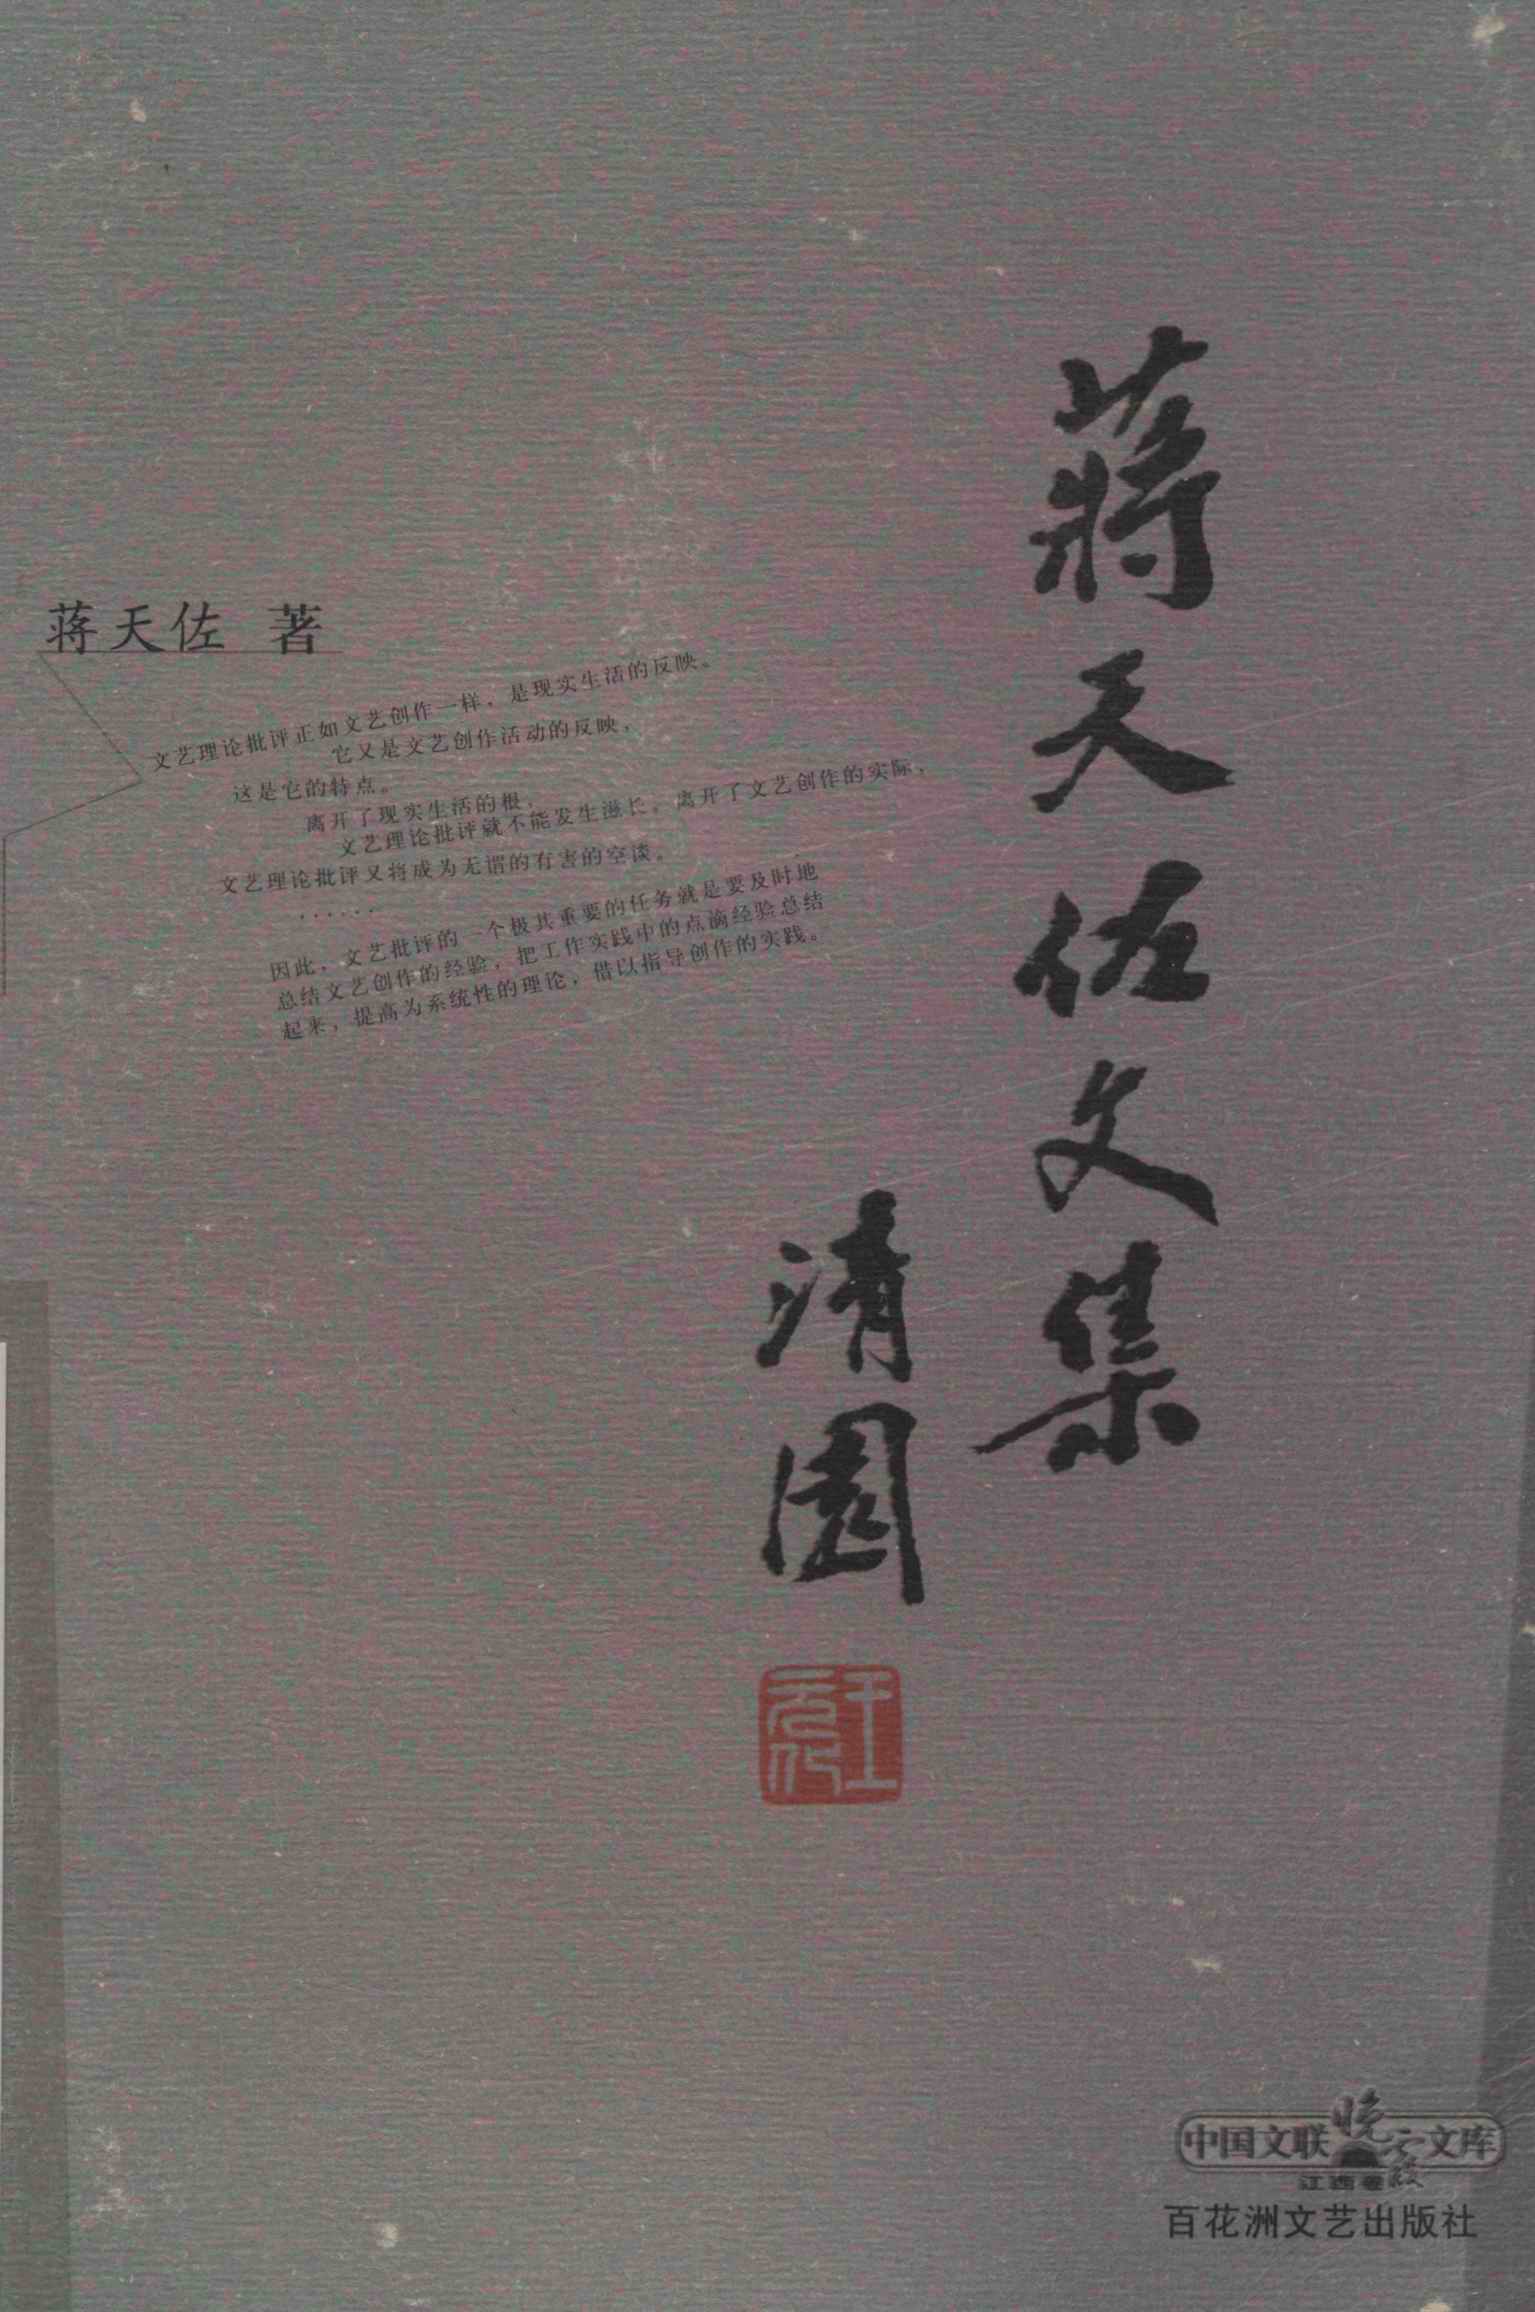 蒋天佐文集
清園
蒋天佐 著
文艺理论批评正如文艺创作一样，是现实生活的反映。
它又是文艺创作活动的反映，
这是它的特点。
离开了现实生活的根，
文艺理论批评就不能发生滋长。离开了文艺创作的实际，
文艺理论批评又将成为无谓的有害的空谈。
……
因此，文艺批评的一个极其重要的任务就是要及时地
总结文艺创作的经验，把工作实践中的点滴经验总结
起来，提高为系统性的理论，借以指导创作的实践。
中国文联晚霞文库
江西卷
百花洲文艺出版社